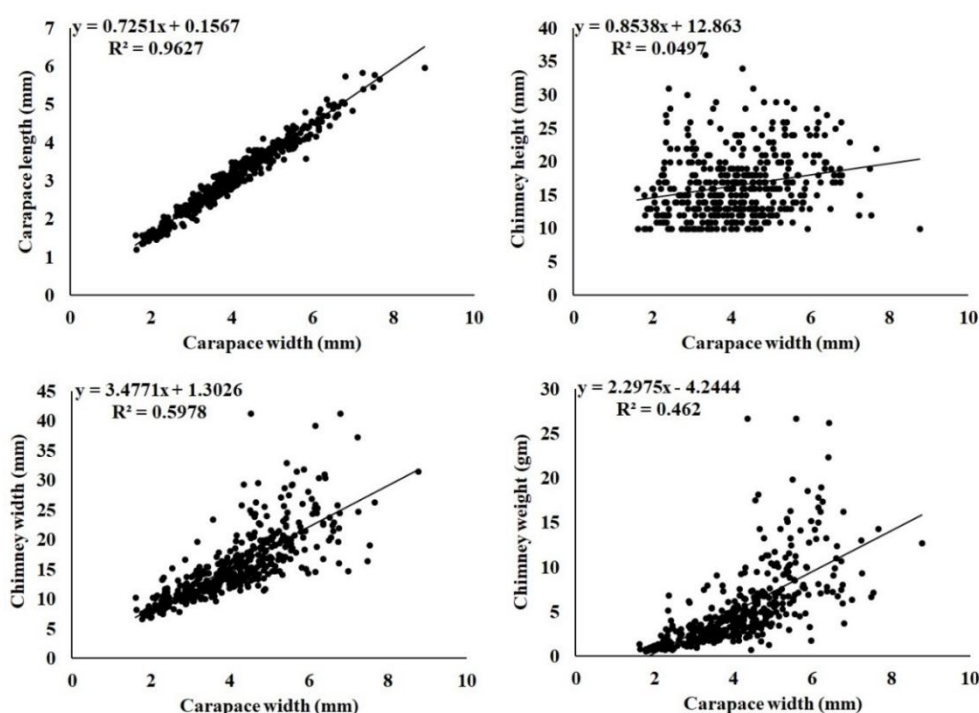 y = 0.7251x + 0.1567
R² = 0.9627
7
6
5
4
3
2
1
0
Carapace length (mm)
0 2 4 6 8 10
Carapace width (mm)
y = 0.8538x + 12.863
R² = 0.0497
40
35
30
25
20
15
10
5
0
Chimney height (mm)
0 2 4 6 8 10
Carapace width (mm)
y = 3.4771x + 1.3026
R² = 0.5978
45
40
35
30
25
20
15
10
5
0
Chimney width (mm)
0 2 4 6 8 10
Carapace width (mm)
y = 2.2975x - 4.2444
R² = 0.462
30
25
20
15
10
5
0
Chimney weight (gm)
0 2 4 6 8 10
Carapace width (mm)